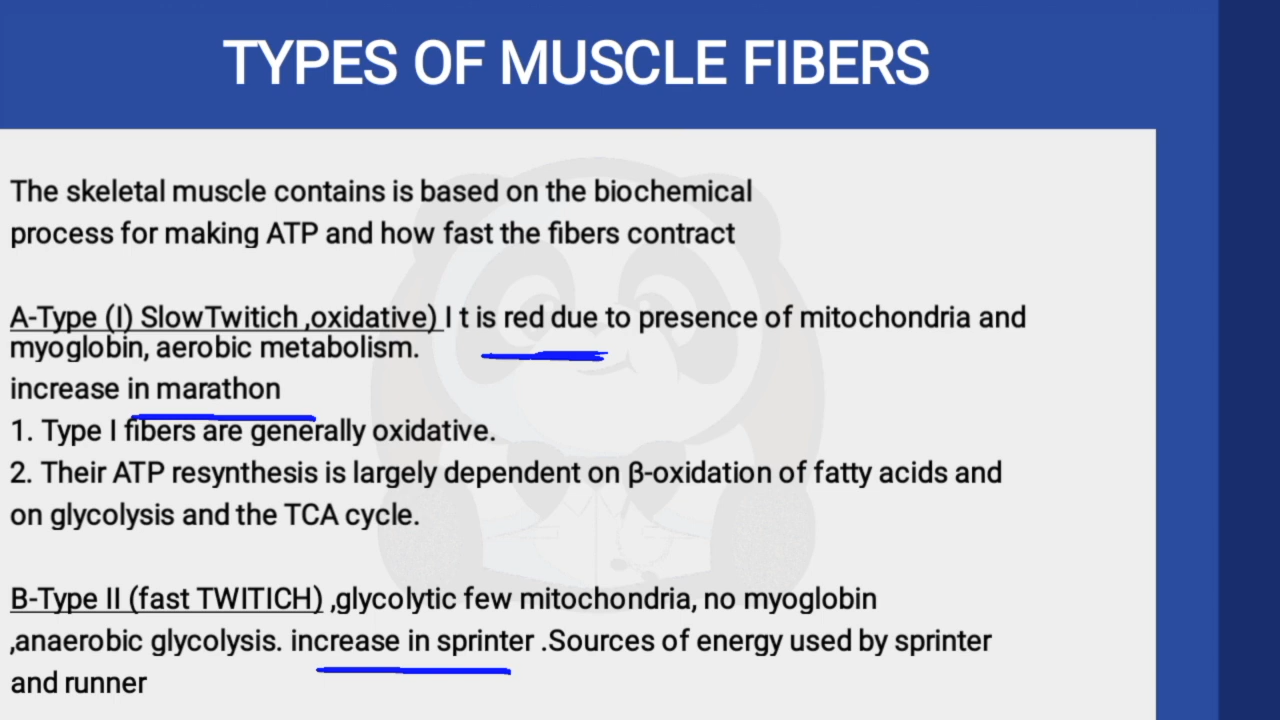 TYPES OF MUSCLE FIBERS
The skeletal muscle contains is based on the biochemical
process for making ATP and how fast the fibers contract
A-Type (I) SlowTwitich ,oxidative) I t is red due to presence of mitochondria and
myoglobin, aerobic metabolism.
increase in marathon
1. Type I fibers are generally oxidative.
2. Their ATP resynthesis is largely dependent on β-oxidation of fatty acids and
on glycolysis and the TCA cycle.
B-Type II (fast TWITICH) ,glycolytic few mitochondria, no myoglobin
,anaerobic glycolysis. increase in sprinter .Sources of energy used by sprinter
and runner